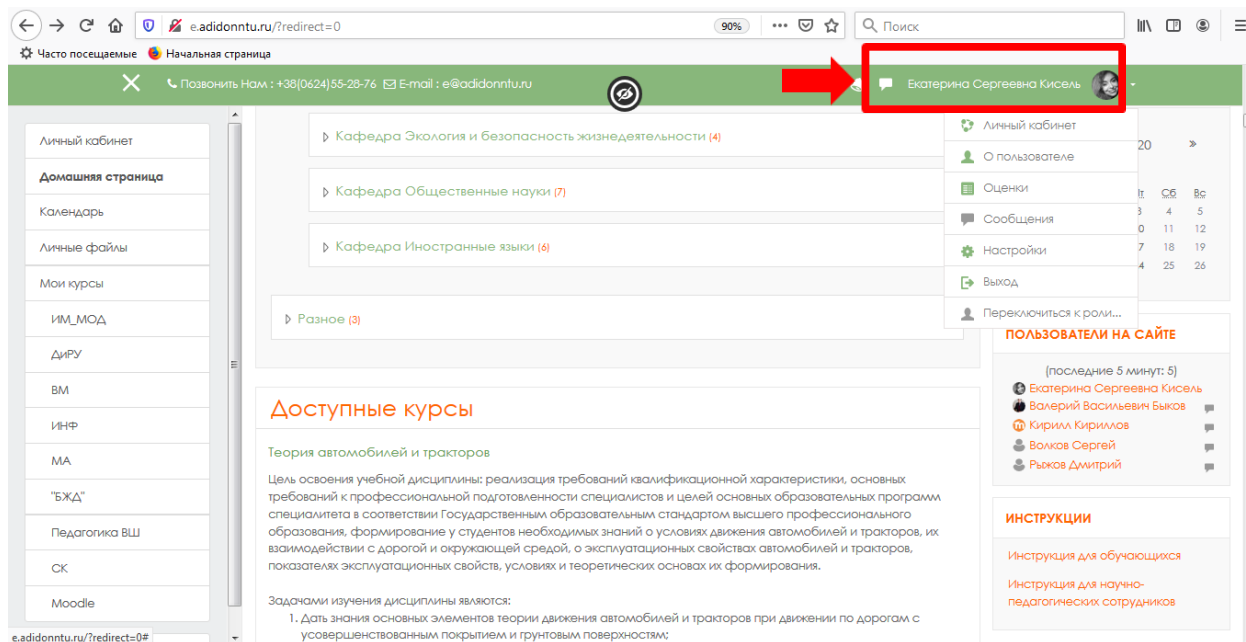 e.adidonntu.ru/?redirect=0
90%
Поиск
Часто посещаемые
Начальная страница
Позвонить Нам : +38(0624)55-28-76 E-mail : e@adidonntu.ru
Екатерина Сергеевна Кисель
Личный кабинет
Домашняя страница
Календарь
Личные файлы
Мои курсы
ИМ_МОД
ДиРУ
ВМ
ИНФ
МА
"БЖД"
Педагогика ВШ
СК
Moodle
e.adidonntu.ru/?redirect=0#
Кафедра Экология и безопасность жизнедеятельности (4)
Кафедра Общественные науки (7)
Кафедра Иностранные языки (6)
Разное (3)
Доступные курсы
Теория автомобилей и тракторов
Цель освоения учебной дисциплины: реализация требований квалификационной характеристики, основных
требований к профессиональной подготовленности специалистов и целей основных образовательных программ
специалитета в соответствии Государственным образовательным стандартом высшего профессионального
образования, формирование у студентов необходимых знаний о условиях движения автомобилей и тракторов, их
взаимодействии с дорогой и окружающей средой, о эксплуатационных свойствах автомобилей и тракторов,
показателях эксплуатационных свойств, условиях и теоретических основах их формирования.
Задачами изучения дисциплины являются:
1. Дать знания основных элементов теории движения автомобилей и тракторов при движении по дорогам с
усовершенствованным покрытием и грунтовым поверхностям;
Личный кабинет
О пользователе
Оценки
Сообщения
Настройки
Выход
Переключиться к роли...
20 »
Сб Вс
4 5
11 12
18 19
25 26
ПОЛЬЗОВАТЕЛИ НА САЙТЕ
(последние 5 минут: 5)
Екатерина Сергеевна Кисель
Валерий Васильевич Быков
Кирилл Кириллов
Волков Сергей
Рыжов Дмитрий
ИНСТРУКЦИИ
Инструкция для обучающихся
Инструкция для научно-
педагогических сотрудников